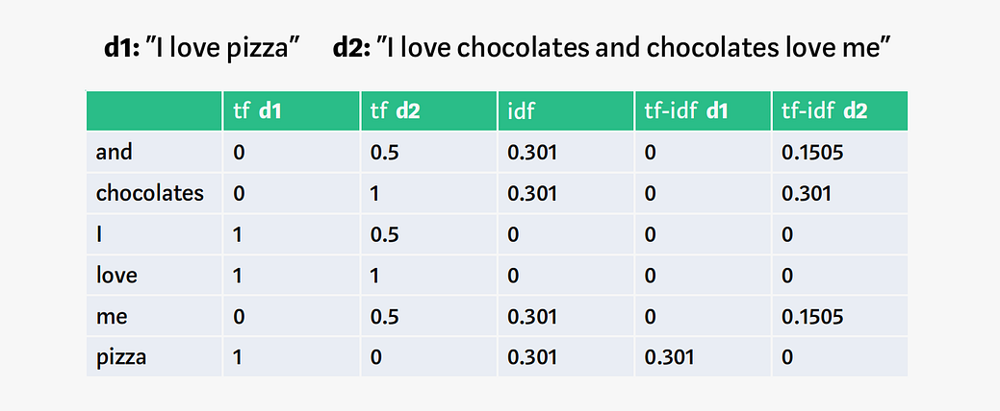 d1: ”I love pizza” d2: ”I love chocolates and chocolates love me”
tf d1 tf d2 idf tf-idf d1 tf-idf d2
and 0 0.5 0.301 0 0.1505
chocolates 0 1 0.301 0 0.301
I 1 0.5 0 0 0
love 1 1 0 0 0
me 0 0.5 0.301 0 0.1505
pizza 1 0 0.301 0.301 0